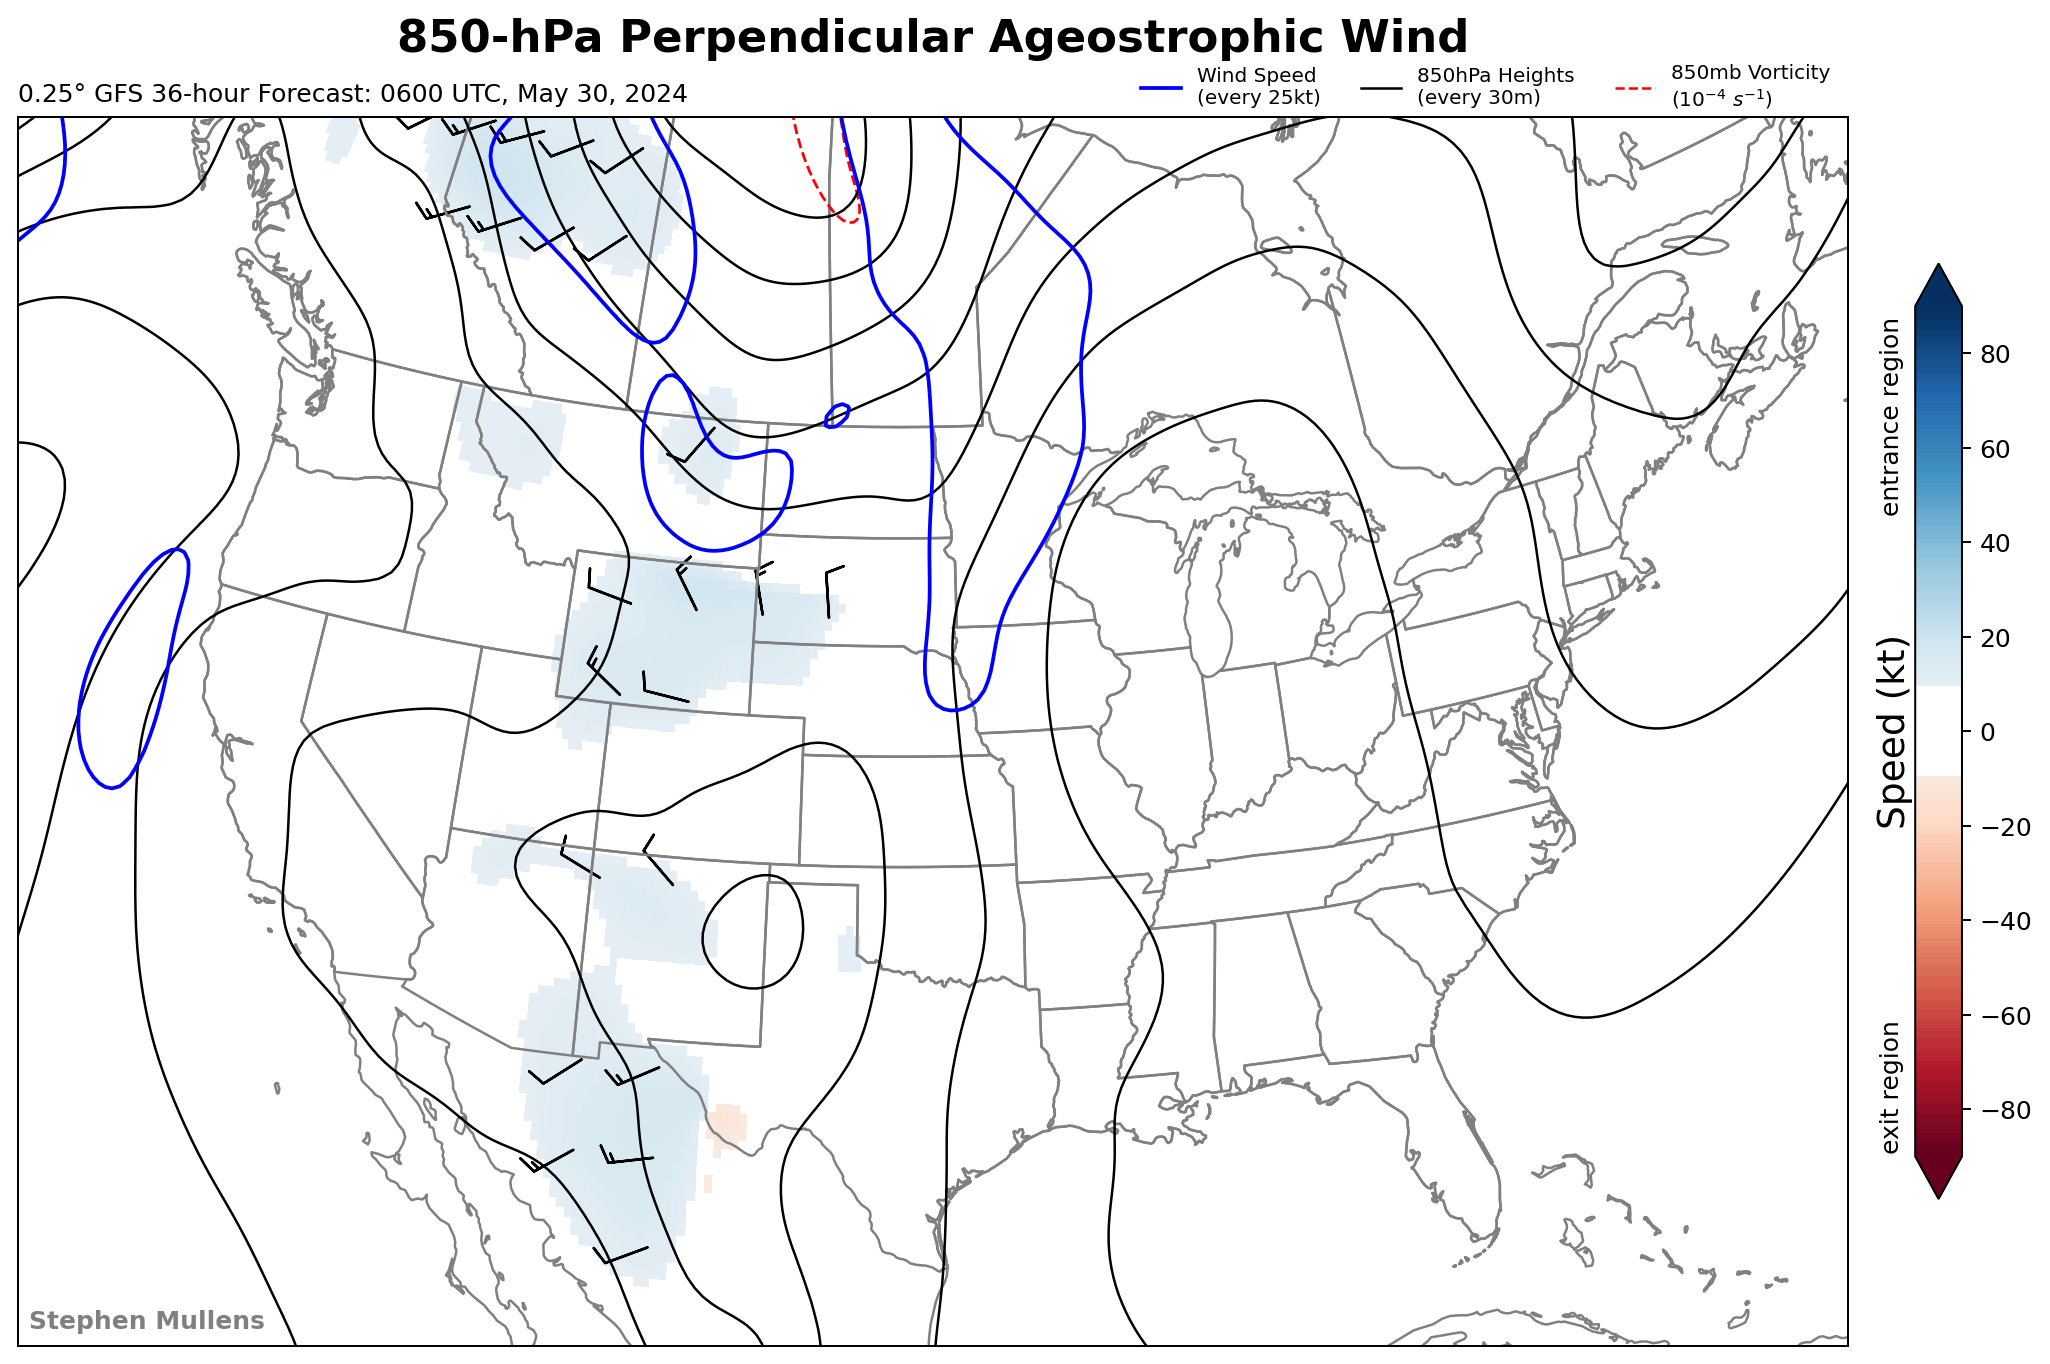 850-hPa Perpendicular Ageostrophic Wind
0.25° GFS 36-hour Forecast: 0600 UTC, May 30, 2024
Wind Speed
(every 25kt)
850hPa Heights
(every 30m)
850mb Vorticity
(10⁻⁴ s⁻¹)
entrance region
Speed (kt)
exit region
80
60
40
20
0
−20
−40
−60
−80
Stephen Mullens